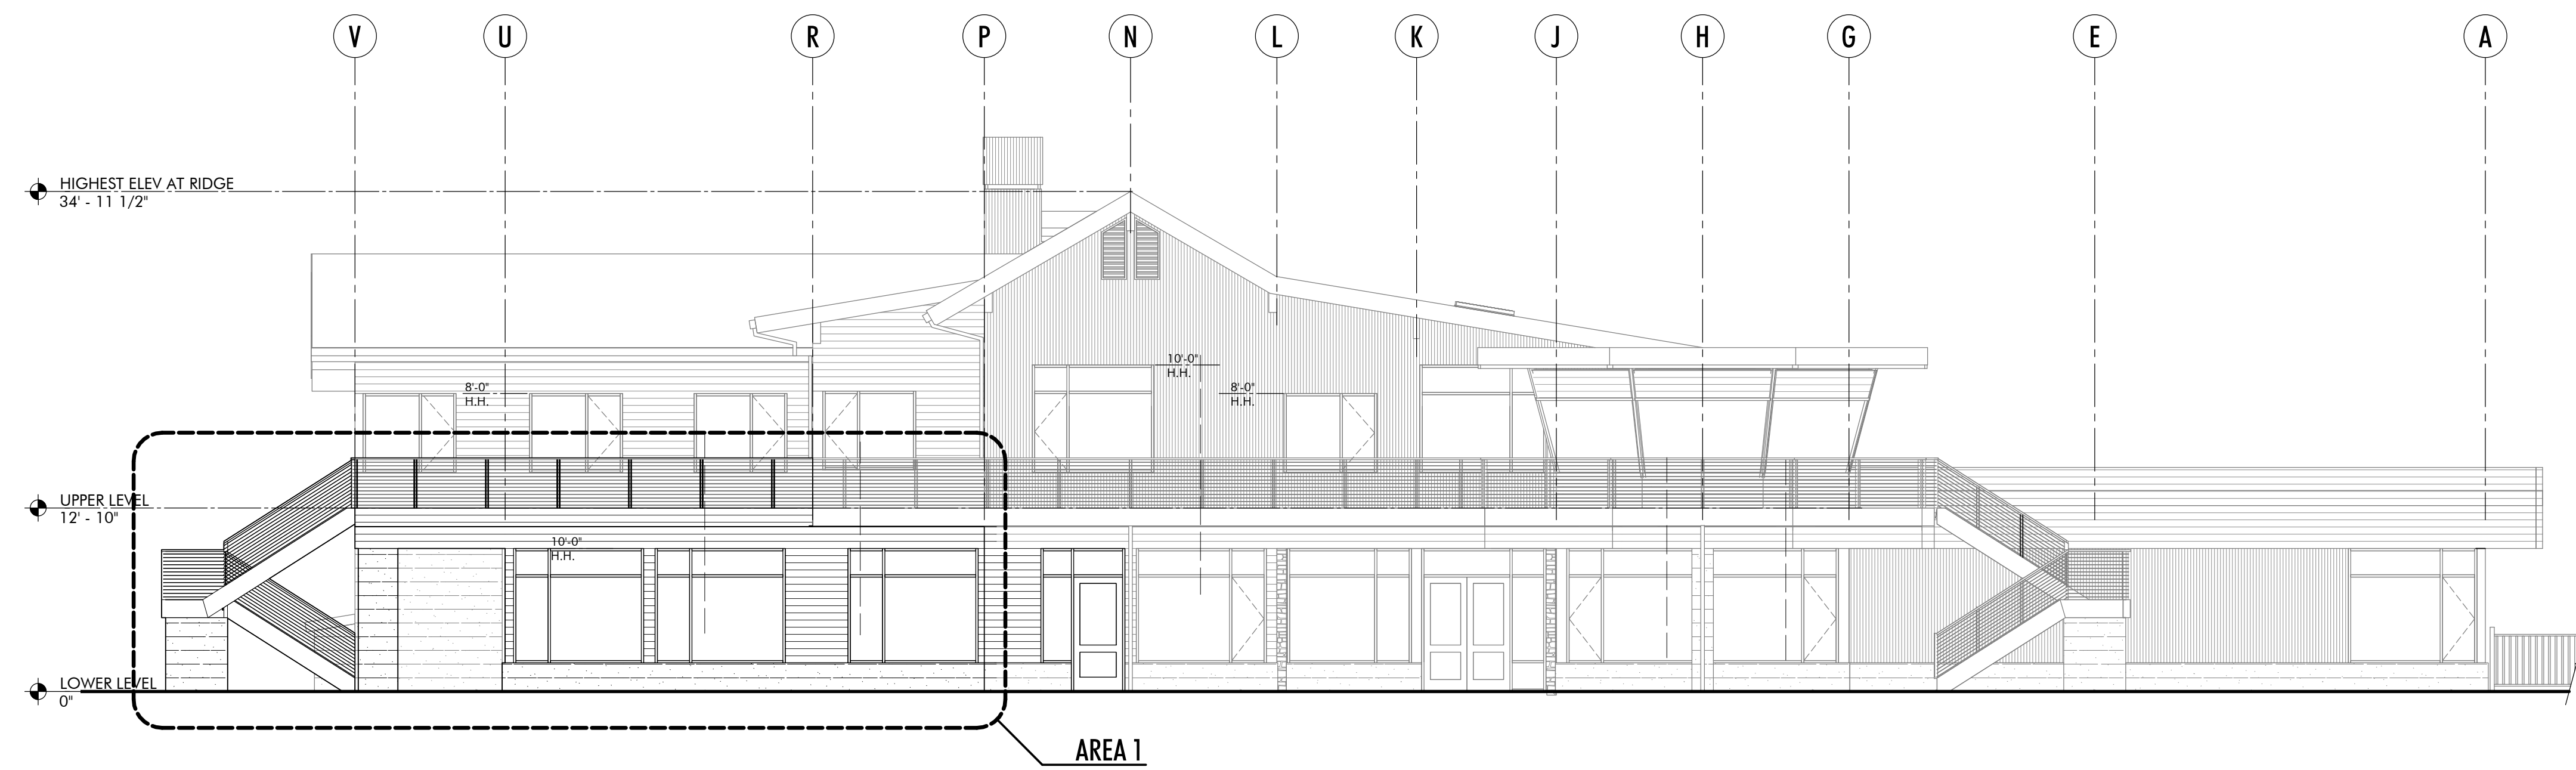 V U R P N L K J H G E A
HIGHEST ELEV AT RIDGE
34' - 11 1/2"
10'-0"
H.H.
8'-0"
H.H.
8'-0"
H.H.
UPPER LEVEL
12' - 10"
10'-0"
H.H.
LOWER LEVEL
0"
AREA 1